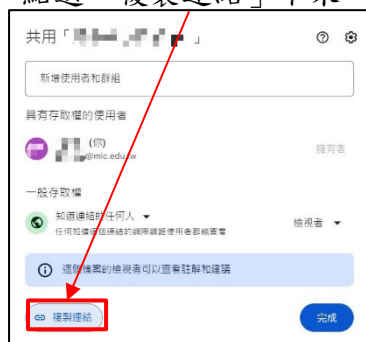 點選「複製連結」下來
共用「 」
新增使用者和群組
具有存取權的使用者
(你)
@mlc.edu.tw
擁有者
一般存取權
知道連結的任何人
檢視者
任何知道這個連結的網際網路使用者都能查看
這個檔案的檢視者可以查看註解和建議
複製連結
完成